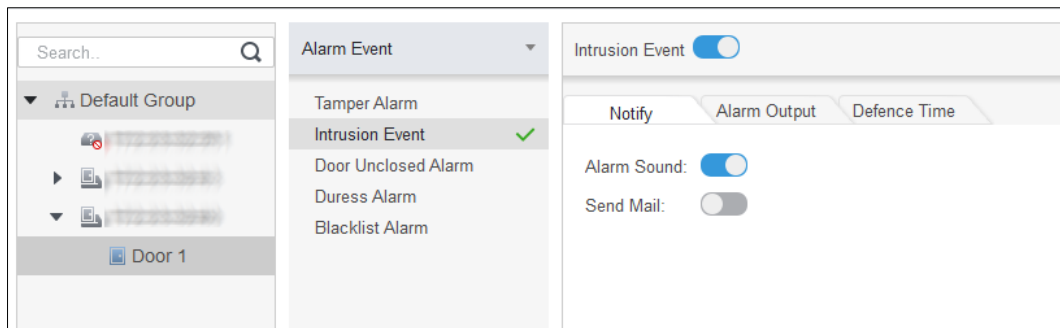 Search..
Default Group
Door 1
Alarm Event
Tamper Alarm
Intrusion Event
Door Unclosed Alarm
Duress Alarm
Blacklist Alarm
Intrusion Event
Notify
Alarm Output
Defence Time
Alarm Sound:
Send Mail: